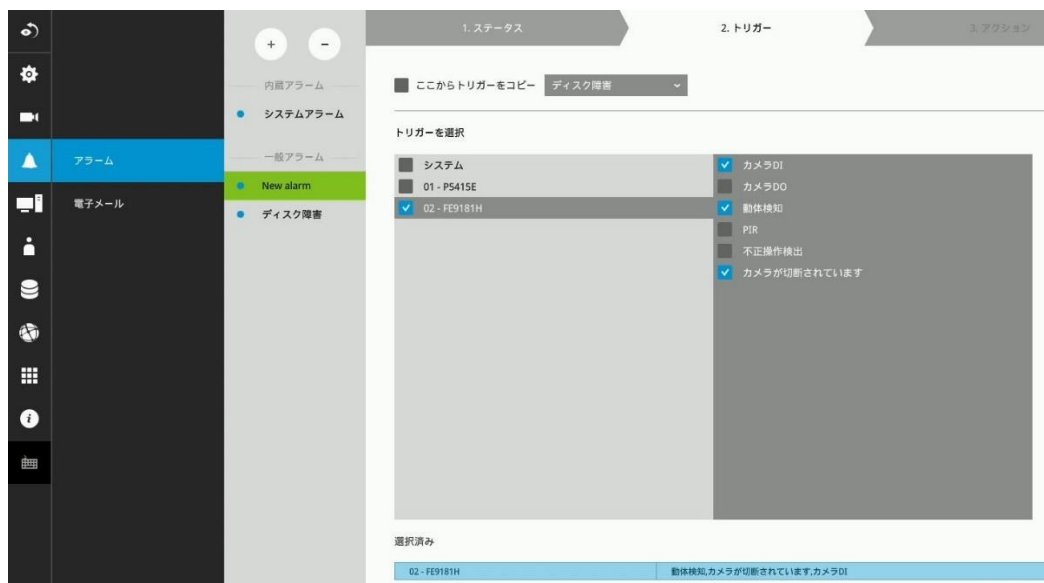 1. ステータス
2. トリガー
3. アクション
+
-
アラーム
電子メール
内蔵アラーム
システムアラーム
一般アラーム
New alarm
ディスク障害
ここからトリガーをコピー
ディスク障害
トリガーを選択
システム
01 - P5415E
02 - FE9181H
カメラDI
カメラDO
動体検知
PIR
不正操作検出
カメラが切断されています
選択済み
02 - FE9181H
動体検知,カメラが切断されています,カメラDI